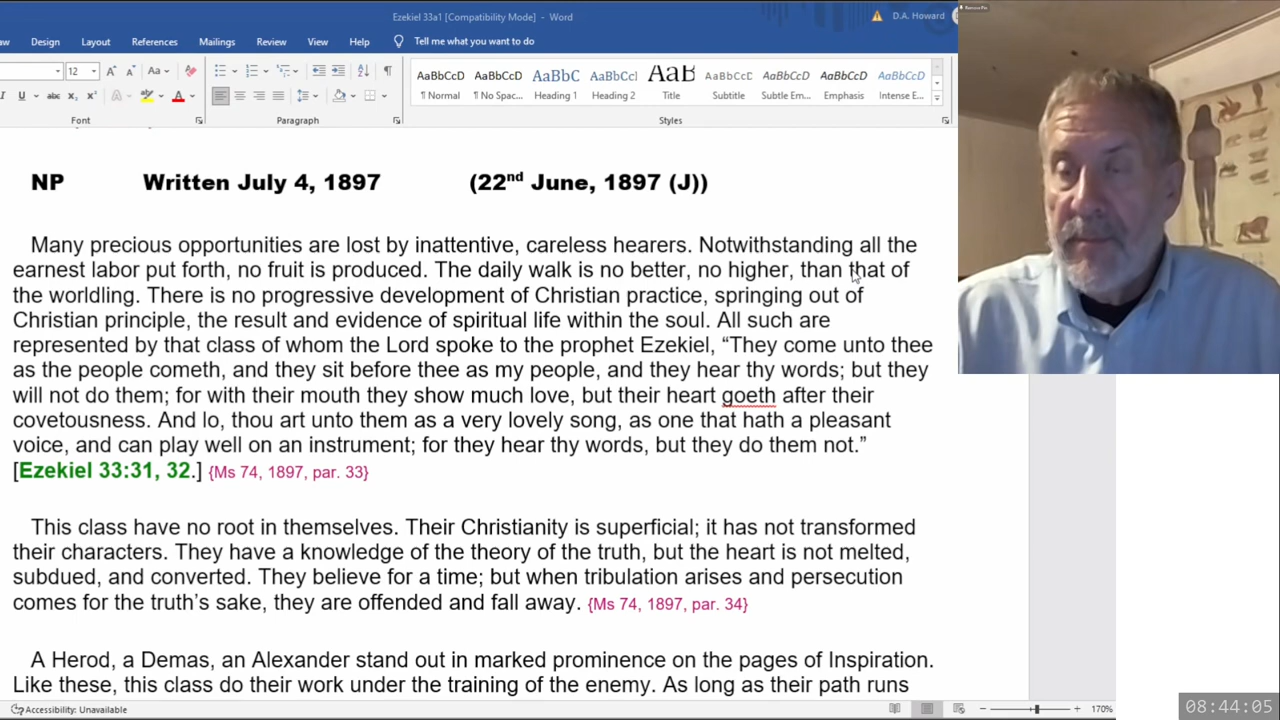 Ezekiel 33a1 [Compatibility Mode] - Word
D.A. Howard
aw Design Layout References Mailings Review View Help Tell me what you want to do
12
AaBbCcD AaBbCcD AaBbC AaBbCcl AaB AaBbCcD AaBbCcD AaBbCcD AaBbCcD
¶ Normal ¶ No Spac... Heading 1 Heading 2 Title Subtitle Subtle Em... Emphasis Intense E...
Font Paragraph Styles
NP Written July 4, 1897 (22nd June, 1897 (J))
Many precious opportunities are lost by inattentive, careless hearers. Notwithstanding all the
earnest labor put forth, no fruit is produced. The daily walk is no better, no higher, than that of
the worldling. There is no progressive development of Christian practice, springing out of
Christian principle, the result and evidence of spiritual life within the soul. All such are
represented by that class of whom the Lord spoke to the prophet Ezekiel, “They come unto thee
as the people cometh, and they sit before thee as my people, and they hear thy words; but they
will not do them; for with their mouth they show much love, but their heart goeth after their
covetousness. And lo, thou art unto them as a very lovely song, as one that hath a pleasant
voice, and can play well on an instrument; for they hear thy words, but they do them not.”
[Ezekiel 33:31, 32.] {Ms 74, 1897, par. 33}
This class have no root in themselves. Their Christianity is superficial; it has not transformed
their characters. They have a knowledge of the theory of the truth, but the heart is not melted,
subdued, and converted. They believe for a time; but when tribulation arises and persecution
comes for the truth’s sake, they are offended and fall away. {Ms 74, 1897, par. 34}
A Herod, a Demas, an Alexander stand out in marked prominence on the pages of Inspiration.
Like these, this class do their work under the training of the enemy. As long as their path runs
Accessibility: Unavailable
170%
08:44:05